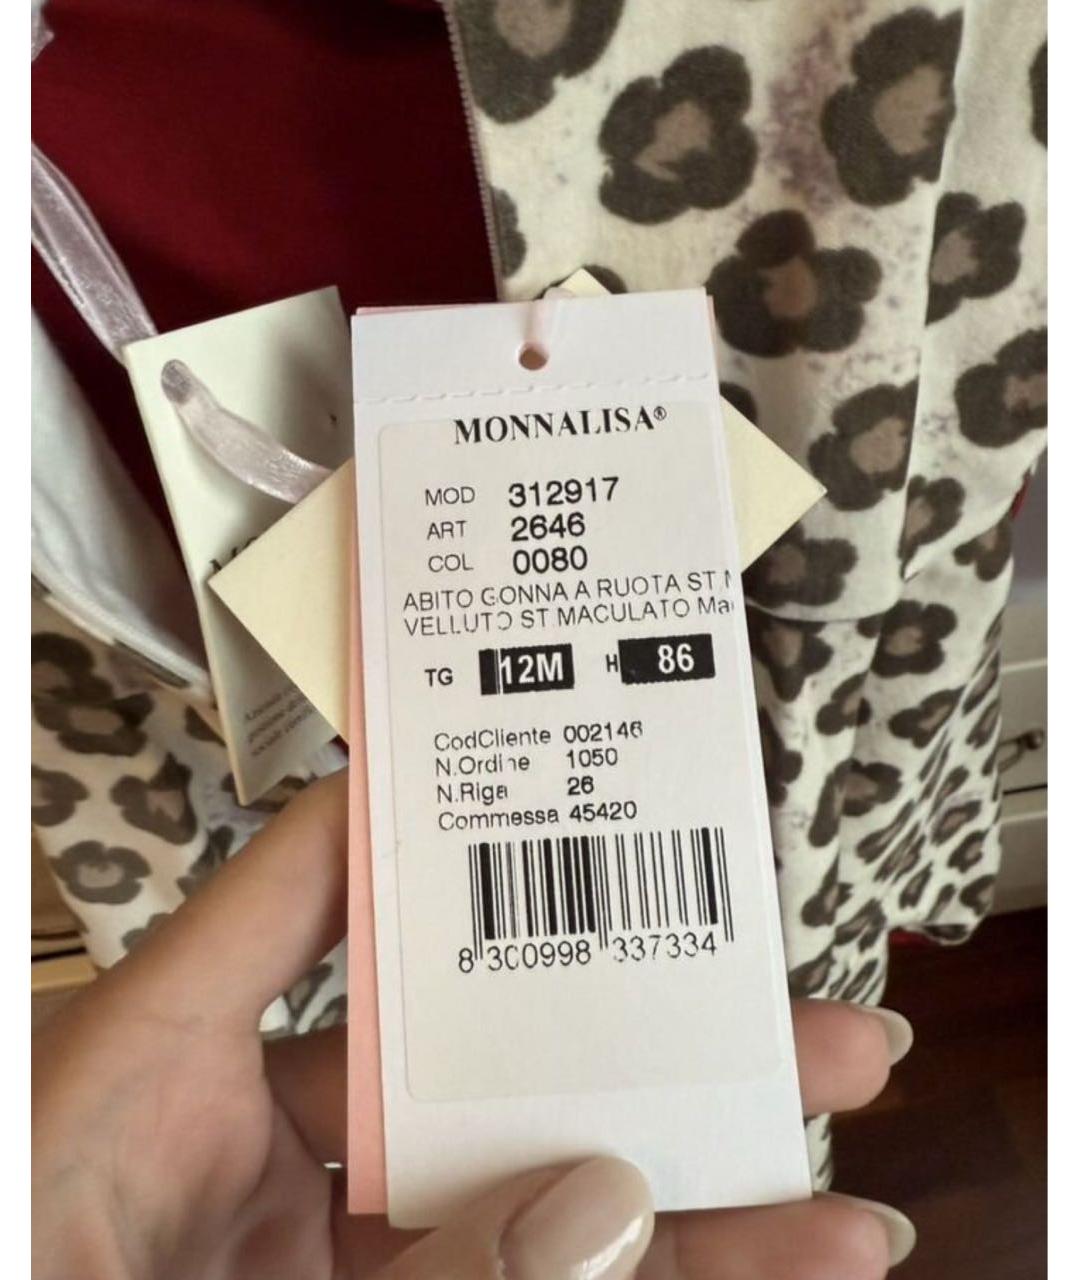 MONNALISA®
MOD 312917
ART 2646
COL 0080
ABITO GONNA A RUOTA ST
VELLUTO ST MACULATO Ma
TG 12M H 86
CodCliente 002146
N.Ordine 1050
N.Riga 26
Commessa 45420
8 300998 337334